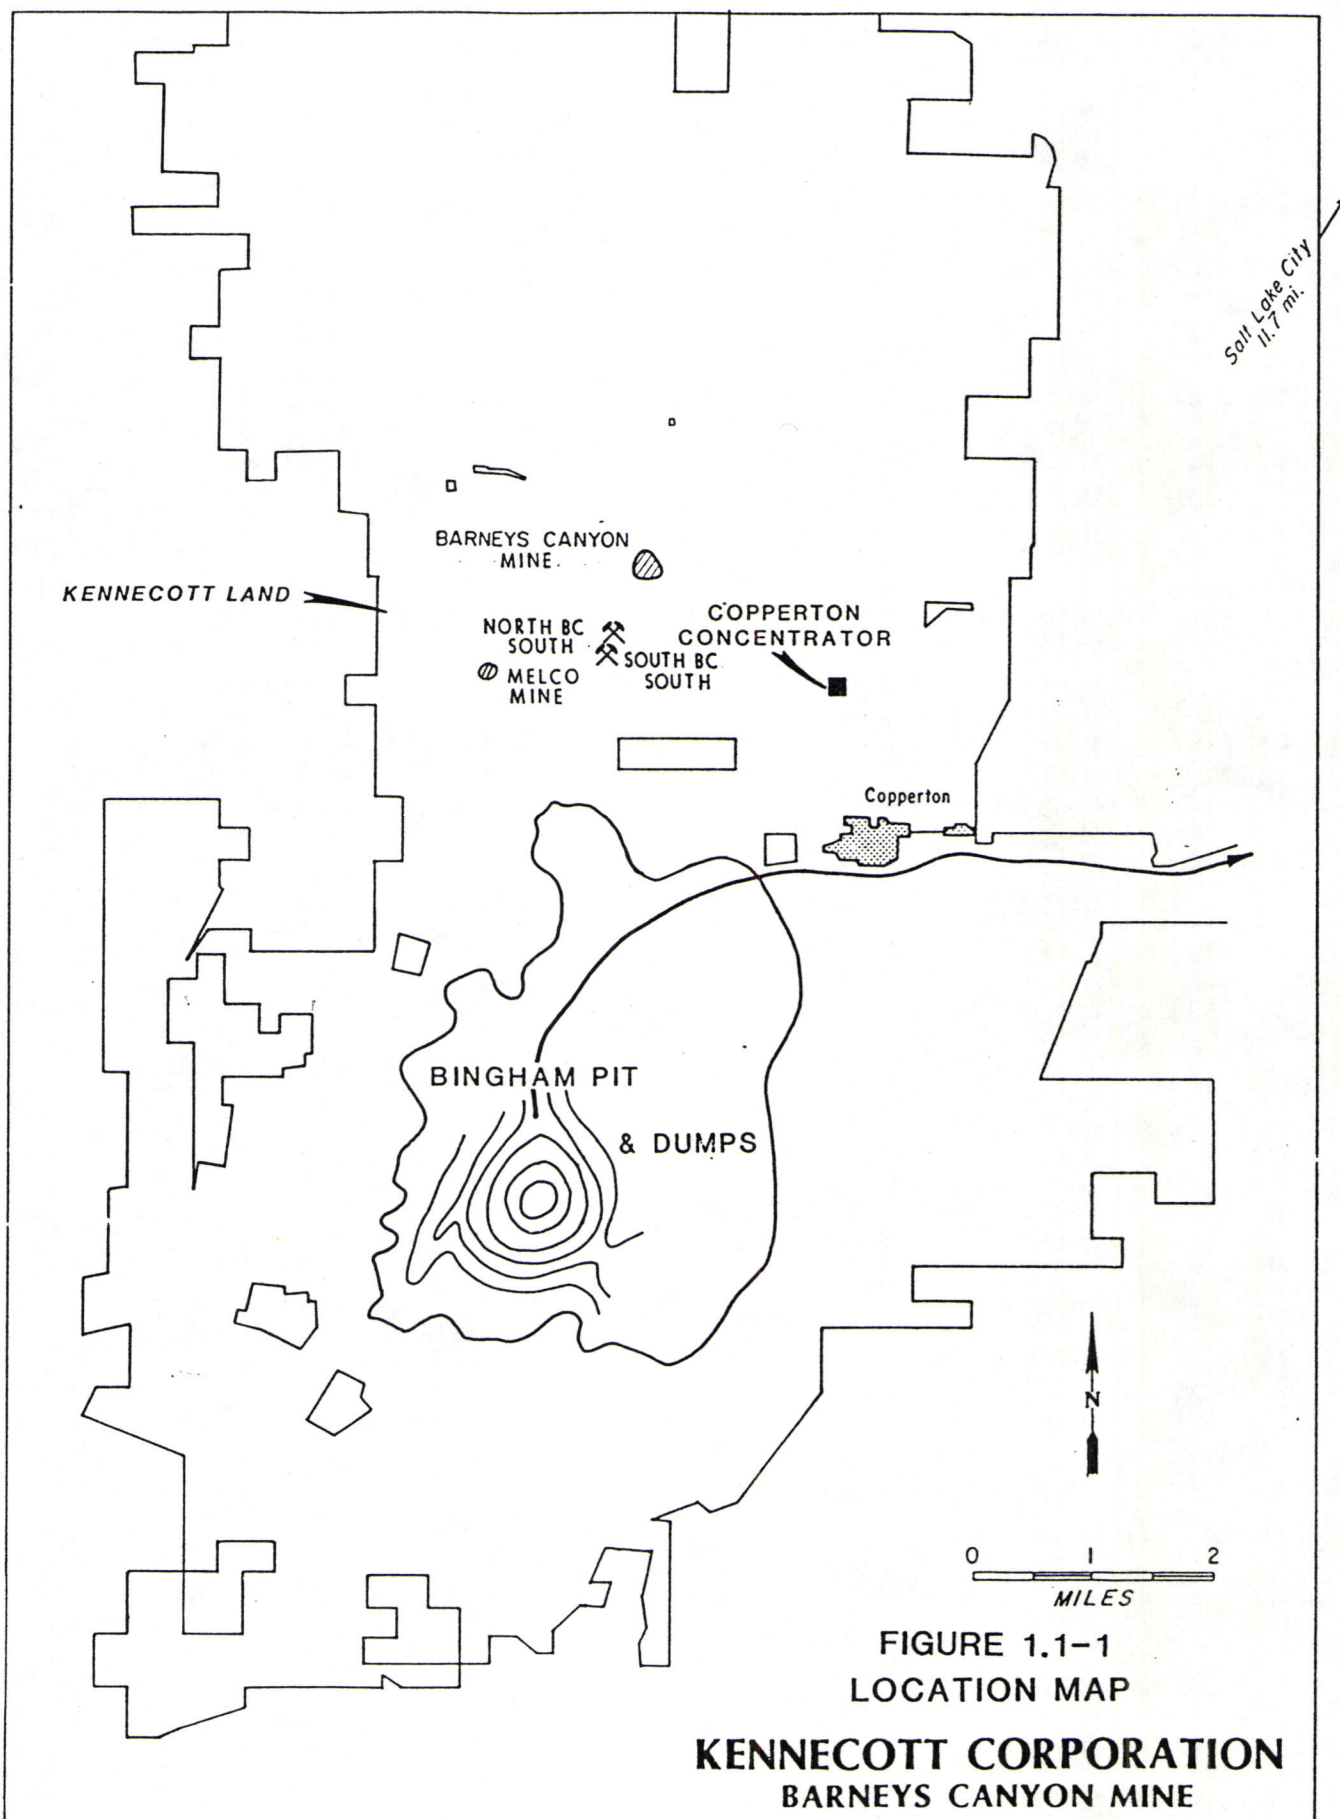 Salt Lake City
11.7 mi.
BARNEYS CANYON
MINE
KENNECOTT LAND
NORTH BC
SOUTH
SOUTH BC
SOUTH
MELCO
MINE
COPPERTON
CONCENTRATOR
Copperton
BINGHAM PIT
& DUMPS
N
0 1 2
MILES
FIGURE 1.1-1
LOCATION MAP
KENNECOTT CORPORATION
BARNEYS CANYON MINE